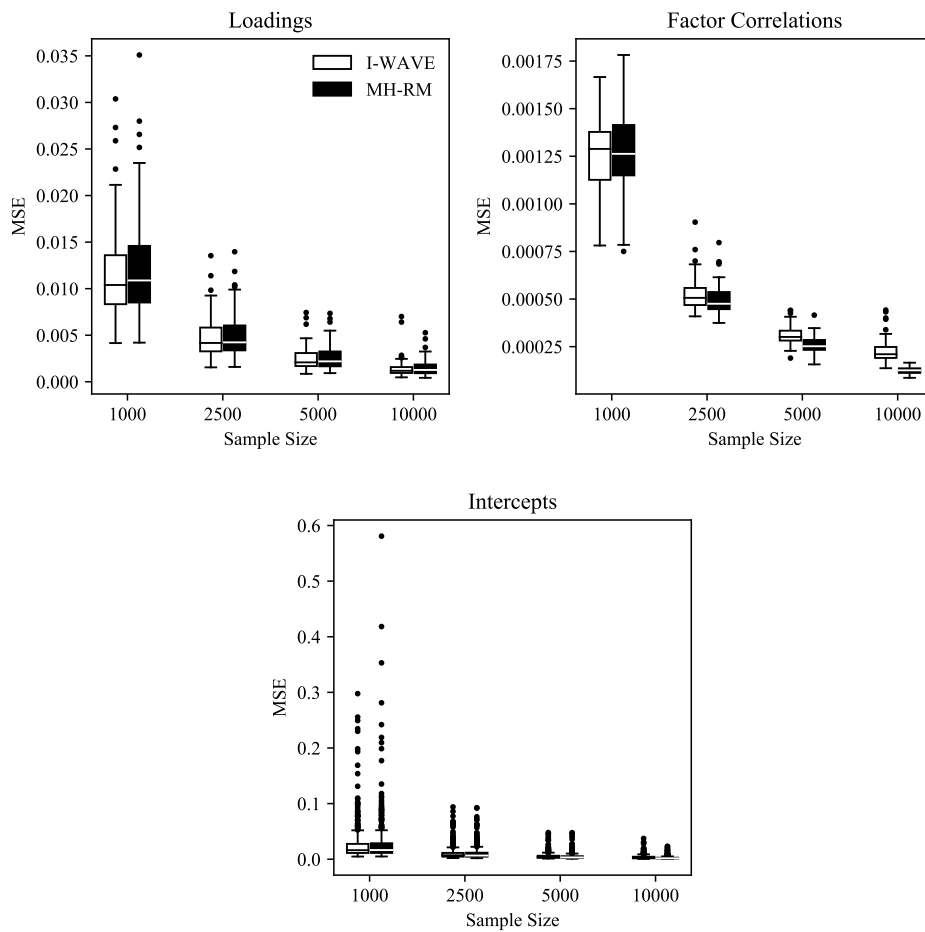 Loadings
I-WAVE
MH-RM
0.035
0.030
0.025
0.020
0.015
0.010
0.005
0.000
MSE
1000 2500 5000 10000
Sample Size
Factor Correlations
0.00175
0.00150
0.00125
0.00100
0.00075
0.00050
0.00025
MSE
1000 2500 5000 10000
Sample Size
Intercepts
0.6
0.5
0.4
0.3
0.2
0.1
0.0
MSE
1000 2500 5000 10000
Sample Size